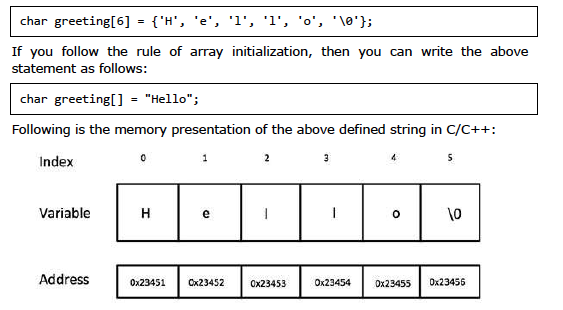 char greeting[6] = {'H', 'e', 'l', 'l', 'o', '\0'};
If you follow the rule of array initialization, then you can write the above
statement as follows:
char greeting[] = "Hello";
Following is the memory presentation of the above defined string in C/C++:
Index 0 1 2 3 4 5
Variable H e l l o \0
Address 0x23451 0x23452 0x23453 0x23454 0x23455 0x23456